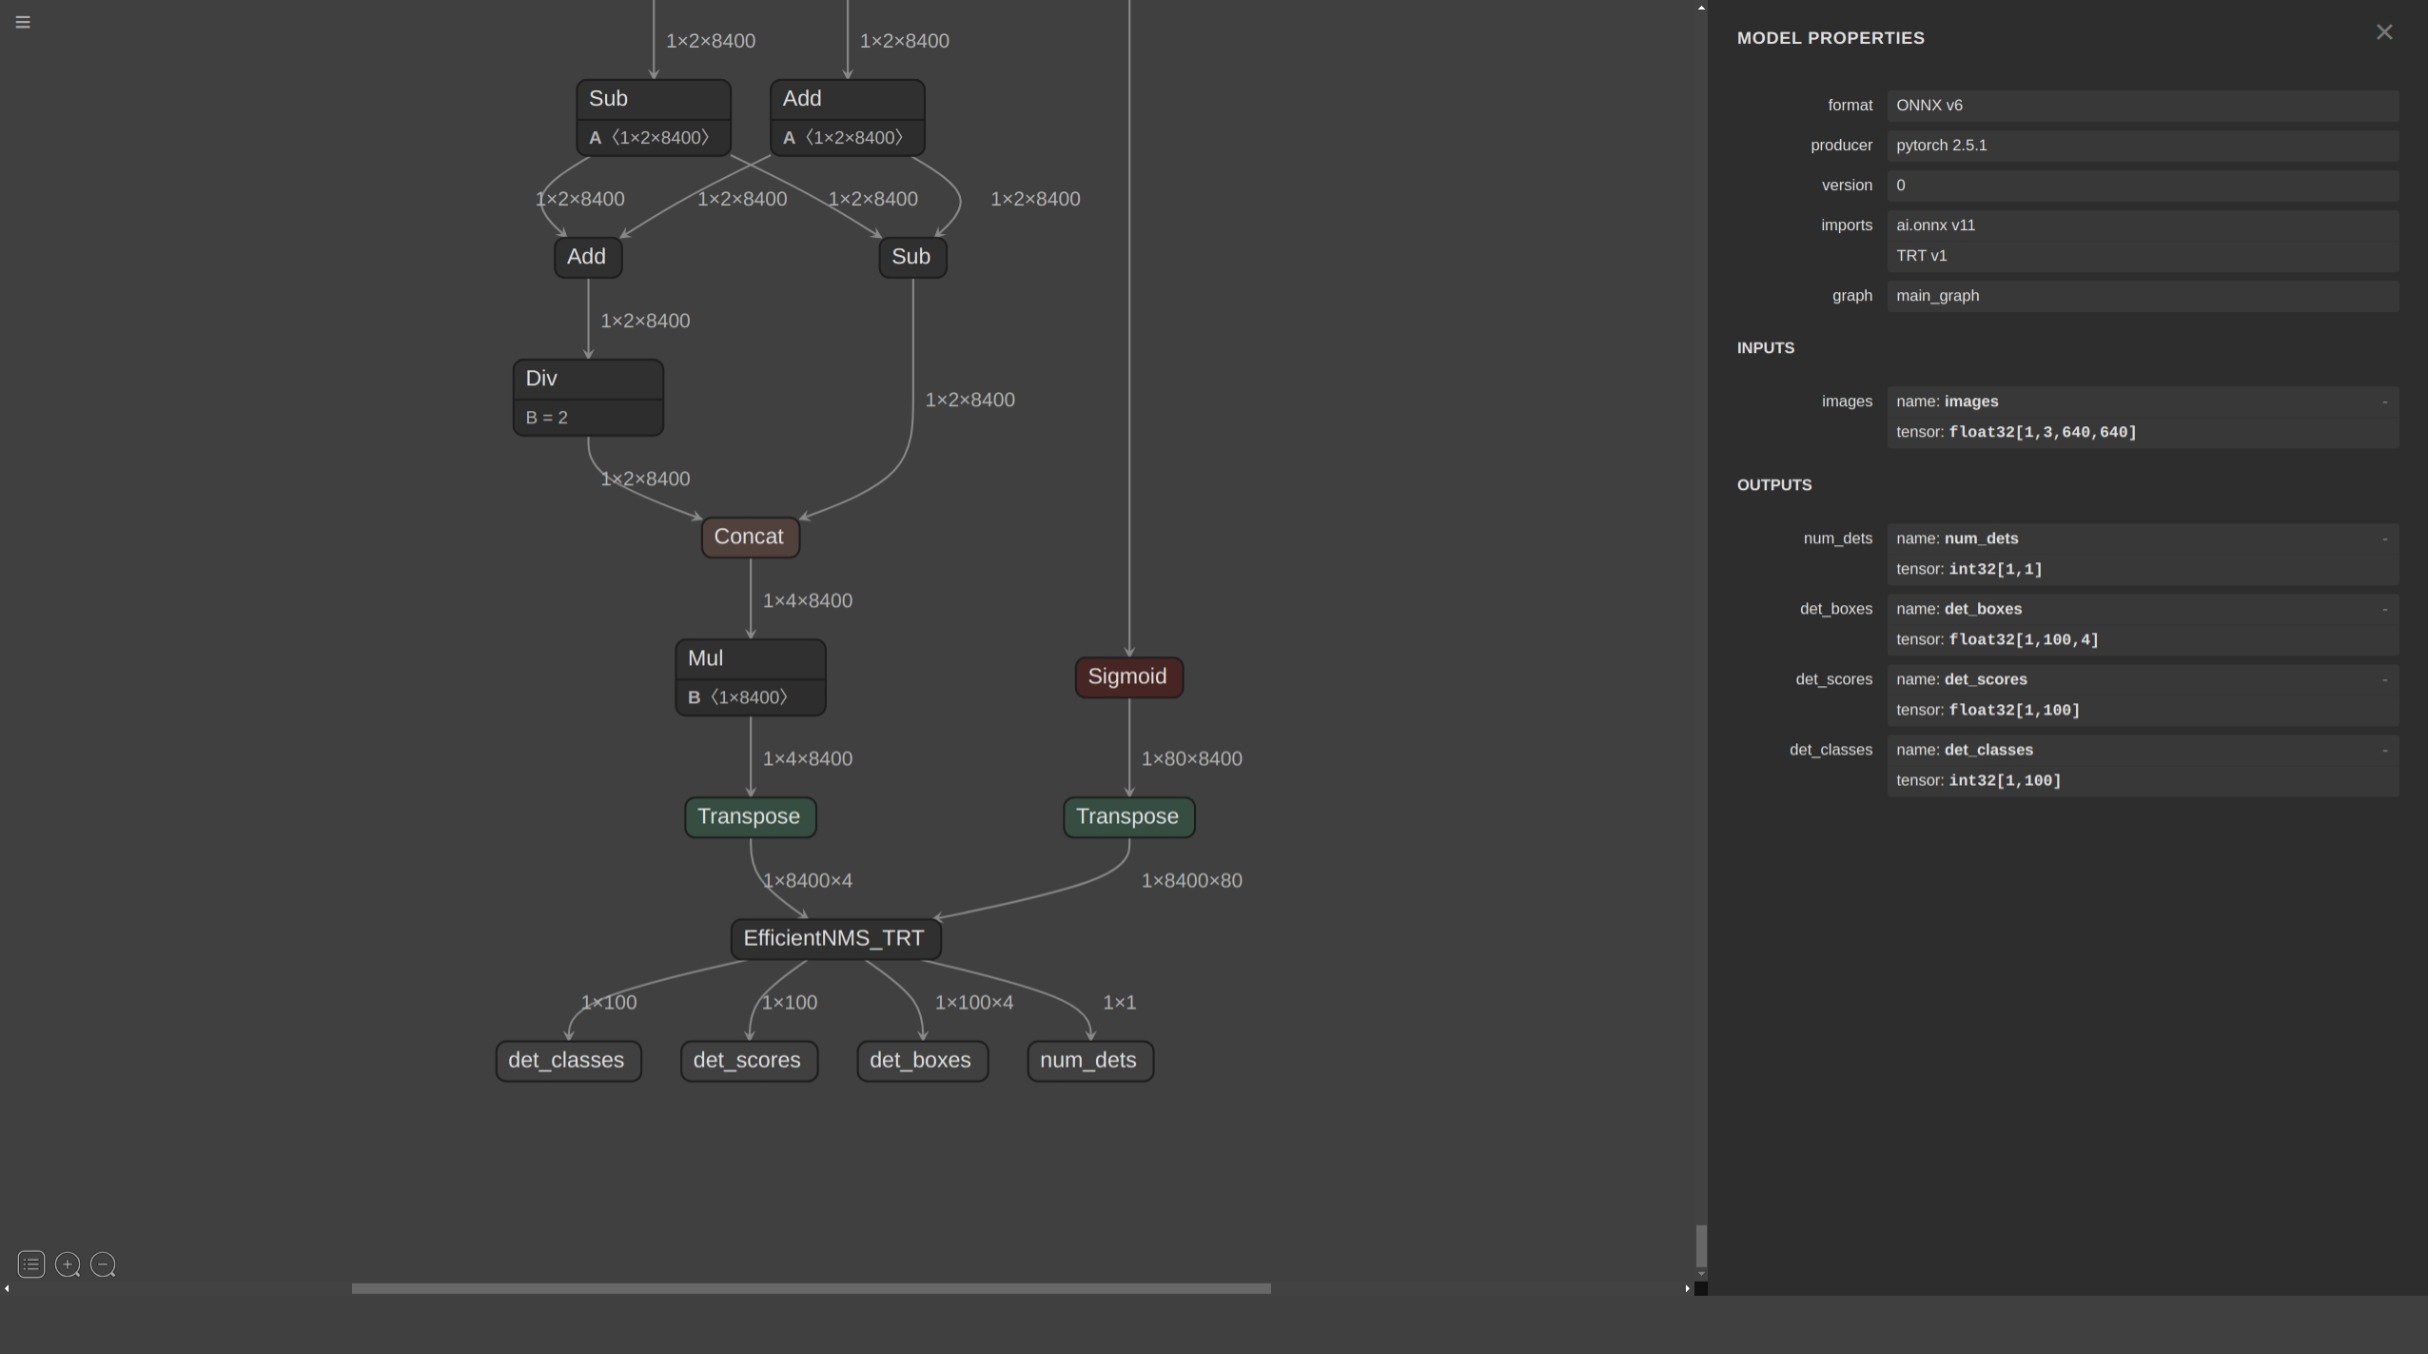 1×2×8400
1×2×8400
Sub
A 〈1×2×8400〉
Add
A 〈1×2×8400〉
1×2×8400
1×2×8400
1×2×8400
1×2×8400
Add
Sub
1×2×8400
Div
B = 2
1×2×8400
1×2×8400
Concat
1×4×8400
Mul
B 〈1×8400〉
Sigmoid
1×4×8400
1×80×8400
Transpose
Transpose
1×8400×4
1×8400×80
EfficientNMS_TRT
1×100
1×100
1×100×4
1×1
det_classes
det_scores
det_boxes
num_dets
MODEL PROPERTIES
format ONNX v6
producer pytorch 2.5.1
version 0
imports ai.onnx v11
TRT v1
graph main_graph
INPUTS
images name: images -
tensor: float32[1,3,640,640]
OUTPUTS
num_dets name: num_dets -
tensor: int32[1,1]
det_boxes name: det_boxes -
tensor: float32[1,100,4]
det_scores name: det_scores -
tensor: float32[1,100]
det_classes name: det_classes -
tensor: int32[1,100]